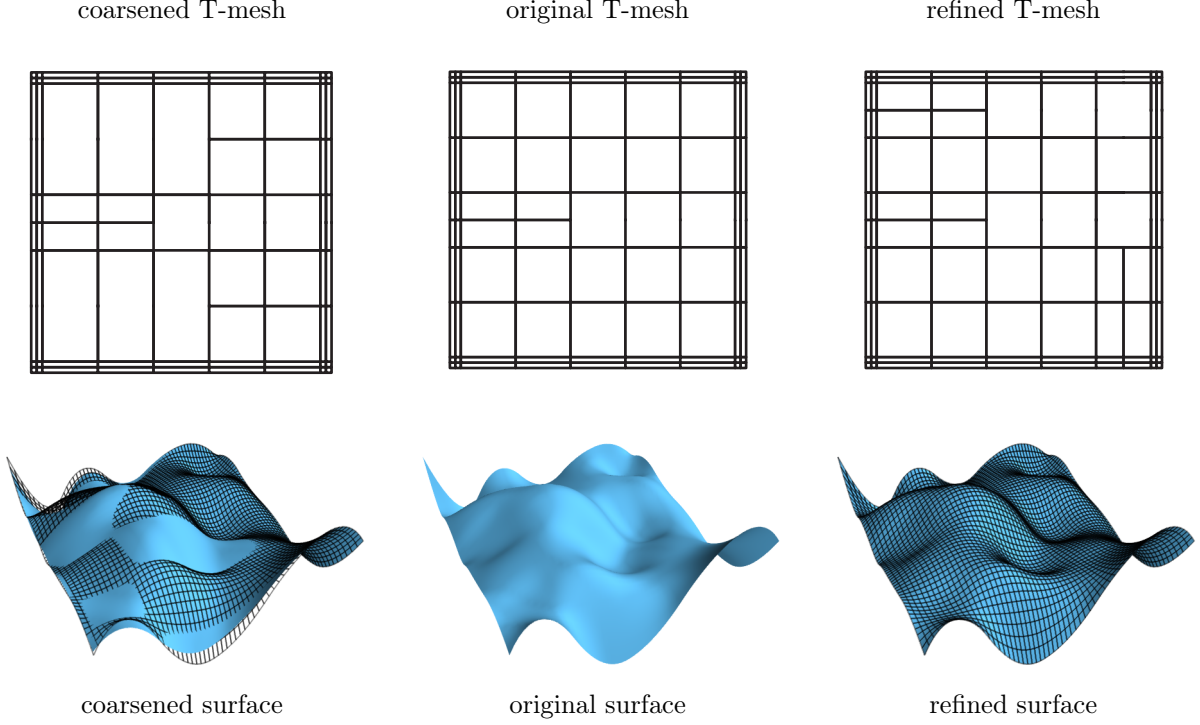 coarsened T-mesh
original T-mesh
refined T-mesh
coarsened surface
original surface
refined surface